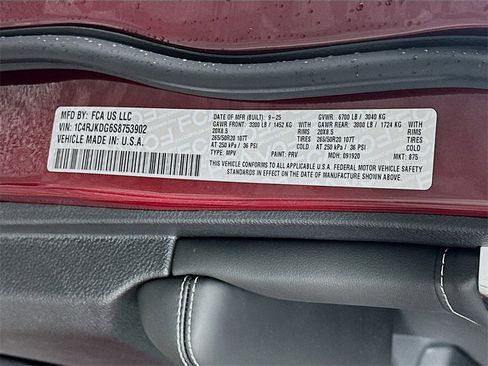 MFD BY: FCA US LLC
VIN: 1C4RJKDG6S8753902
VEHICLE MADE IN: U.S.A.
DATE OF MFR (BUILT): 9-25 GVWR: 6700 LB / 3040 KG
GAWR FRONT: 3200 LB / 1452 KG GAWR REAR: 3800 LB / 1724 KG
20X8.5 RIMS 20X8.5 RIMS
265/50R20 107T TIRES 265/50R20 107T TIRES
AT 250 kPa / 36 PSI COLD AT 250 kPa / 36 PSI COLD
TYPE: MPV PAINT: PRV MDH: 091920 MKT: 875
THIS VEHICLE CONFORMS TO ALL APPLICABLE U.S.A. FEDERAL MOTOR VEHICLE SAFETY
STANDARDS IN EFFECT ON THE DATE OF MANUFACTURE SHOWN ABOVE.